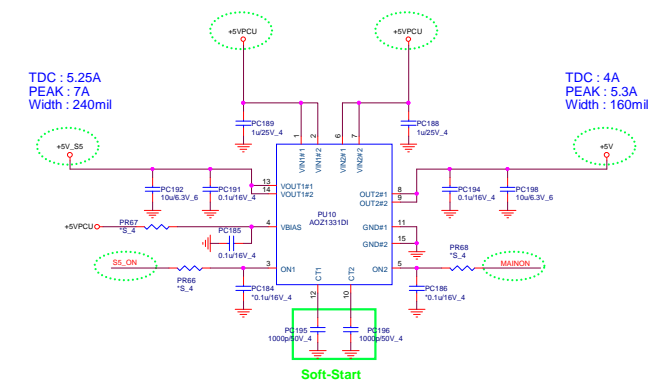 +5VPCU
+5VPCU
TDC : 5.25A
PEAK : 7A
Width : 240mil
TDC : 4A
PEAK : 5.3A
Width : 160mil
PC189
1u/25V_4
PC188
1u/25V_4
1
2
6
7
VIN1#1
VIN1#2
VIN2#1
VIN2#2
+5V_S5
+5V
PC192
10u/6.3V_6
PC191
0.1u/16V_4
13
14
VOUT1#1
VOUT1#2
OUT2#1
OUT2#2
8
9
PC194
0.1u/16V_4
PC198
10u/6.3V_6
PU10
AOZ1331DI
+5VPCU
PR67
*S_4
4
VBIAS
GND#1
11
GND#2
15
PC185
0.1u/16V_4
S5_ON
PR66
*S_4
3
ON1
ON2
5
PR68
*S_4
MAINON
PC184
*0.1u/16V_4
PC186
*0.1u/16V_4
CT1
CT2
12
10
PC195
1000p/50V_4
PC196
1000p/50V_4
Soft-Start